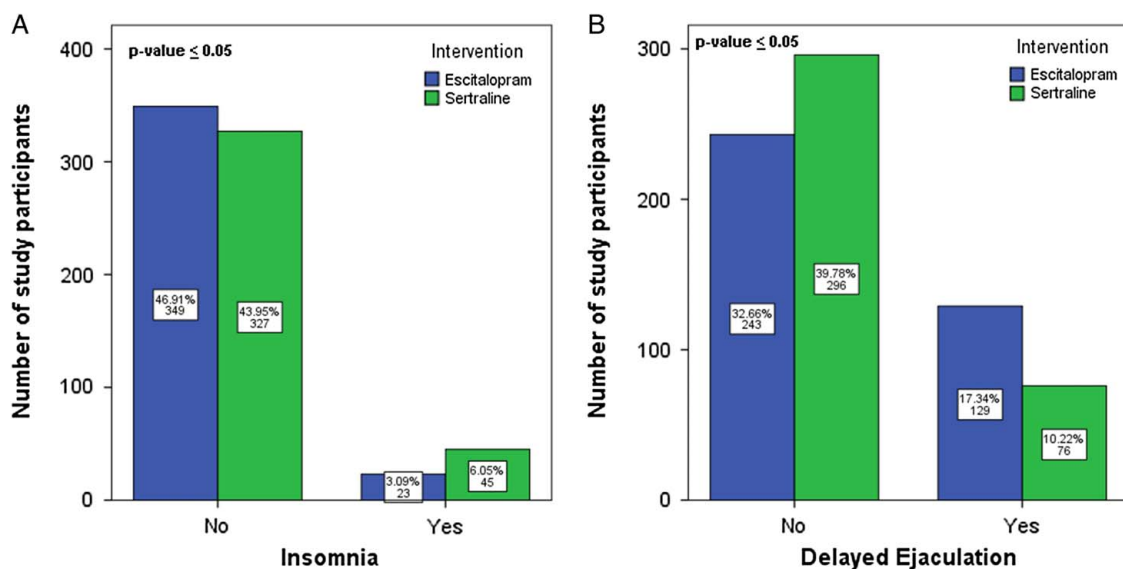 A
p-value ≤ 0.05
Intervention
Escitalopram
Sertraline
Number of study participants
400
300
200
100
0
46.91%
349
43.95%
327
3.09%
23
6.05%
45
No
Yes
Insomnia
B
p-value ≤ 0.05
Intervention
Escitalopram
Sertraline
Number of study participants
300
200
100
0
32.66%
243
39.78%
296
17.34%
129
10.22%
76
No
Yes
Delayed Ejaculation